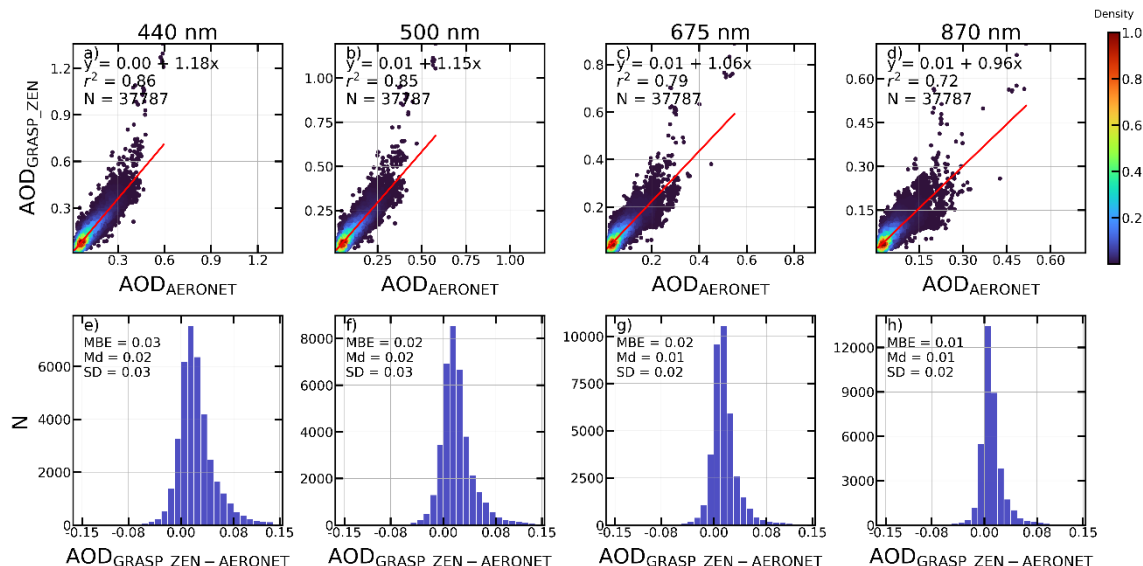 440 nm
500 nm
675 nm
870 nm
Density
a)
y = 0.00 + 1.18x
r² = 0.86
N = 37787
b)
y = 0.01 + 1.15x
r² = 0.85
N = 37787
c)
y = 0.01 + 1.06x
r² = 0.79
N = 37787
d)
y = 0.01 + 0.96x
r² = 0.72
N = 37787
AOD_GRASP_ZEN
1.2
0.9
0.6
0.3
1.00
0.75
0.50
0.25
0.8
0.6
0.4
0.2
0.60
0.45
0.30
0.15
1.0
0.8
0.6
0.4
0.2
0.3 0.6 0.9 1.2
0.25 0.50 0.75 1.00
0.2 0.4 0.6 0.8
0.15 0.30 0.45 0.60
AOD_AERONET
AOD_AERONET
AOD_AERONET
AOD_AERONET
e)
MBE = 0.03
Md = 0.02
SD = 0.03
f)
MBE = 0.02
Md = 0.02
SD = 0.03
g)
MBE = 0.02
Md = 0.01
SD = 0.02
h)
MBE = 0.01
Md = 0.01
SD = 0.02
N
6000
4000
2000
0
8000
6000
4000
2000
0
10000
7500
5000
2500
0
12000
9000
6000
3000
0
-0.15 -0.08 0.00 0.08 0.15
-0.15 -0.08 0.00 0.08 0.15
-0.15 -0.08 0.00 0.08 0.15
-0.15 -0.08 0.00 0.08 0.15
AOD_GRASP_ZEN−AERONET
AOD_GRASP_ZEN−AERONET
AOD_GRASP_ZEN−AERONET
AOD_GRASP_ZEN−AERONET